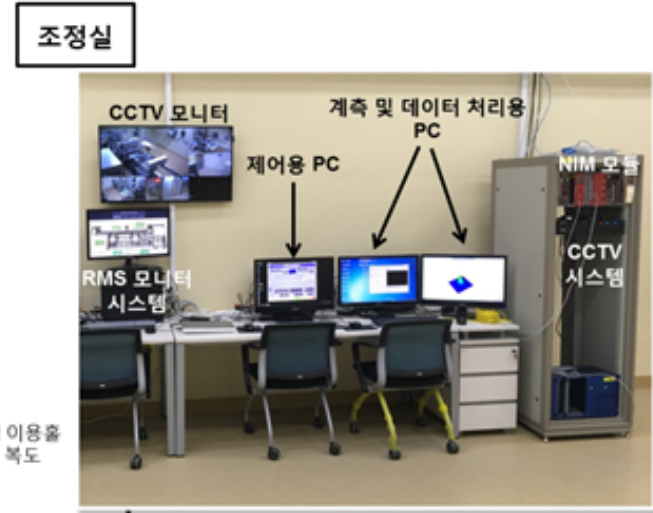 조정실
CCTV 모니터
계측 및 데이터 처리용
PC
제어용 PC
NIM 모듈
RMS 모니터
시스템
CCTV
시스템
이용홀
복도